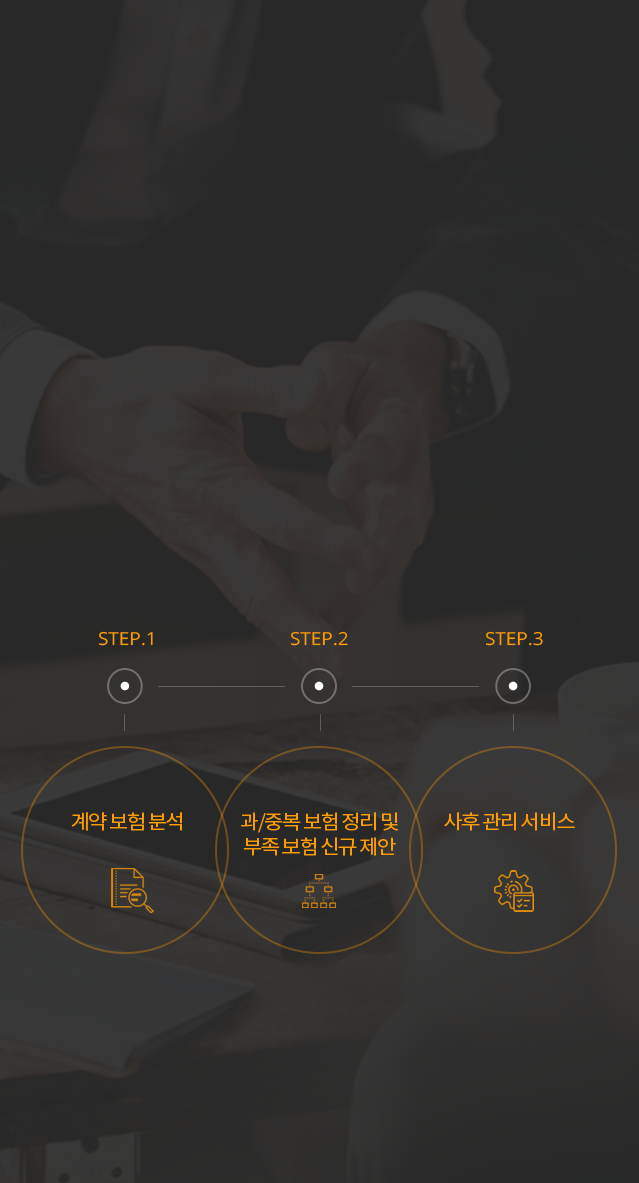 STEP.1
STEP.2
STEP.3
계약 보험 분석
과/중복 보험 정리 및
부족 보험 신규 제안
사후 관리 서비스